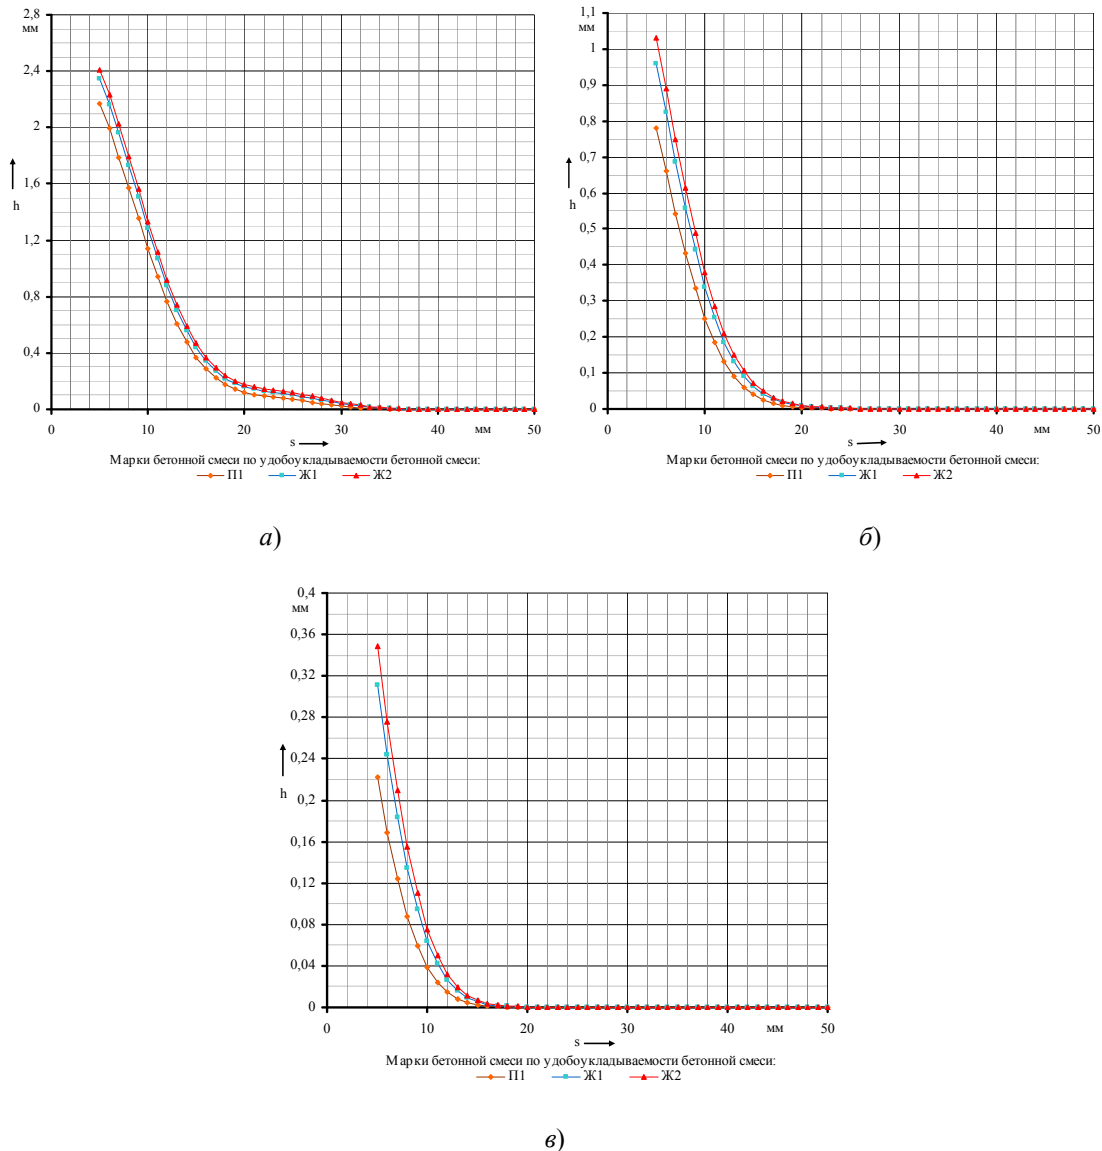 2,8
мм
2,4
2
1,6
h
1,2
0,8
0,4
0
0 10 20 30 40 мм 50
s
Марки бетонной смеси по удобоукладываемости бетонной смеси:
П1 Ж1 Ж2
а)
1,1
мм
1
0,9
0,8
0,7
0,6
h
0,5
0,4
0,3
0,2
0,1
0
0 10 20 30 40 мм 50
s
Марки бетонной смеси по удобоукладываемости бетонной смеси:
П1 Ж1 Ж2
б)
0,4
мм
0,36
0,32
0,28
0,24
h
0,2
0,16
0,12
0,08
0,04
0
0 10 20 30 40 мм 50
s
Марки бетонной смеси по удобоукладываемости бетонной смеси:
П1 Ж1 Ж2
в)